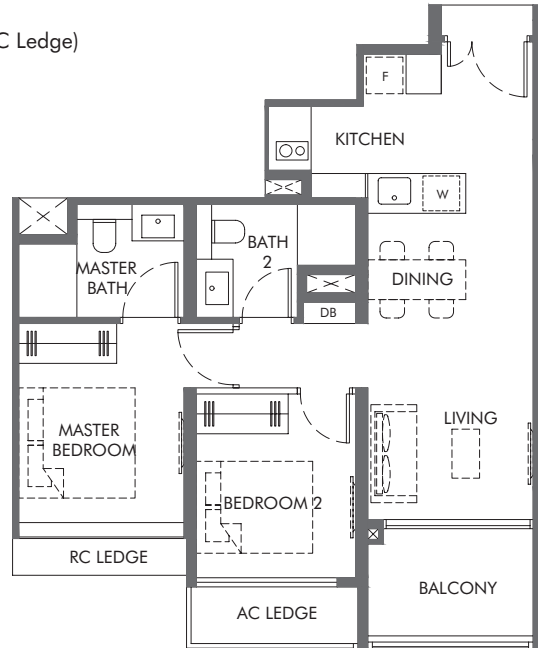 C Ledge)
F
KITCHEN
W
BATH
2
MASTER
BATH
DINING
DB
LIVING
MASTER
BEDROOM
BEDROOM 2
RC LEDGE
BALCONY
AC LEDGE